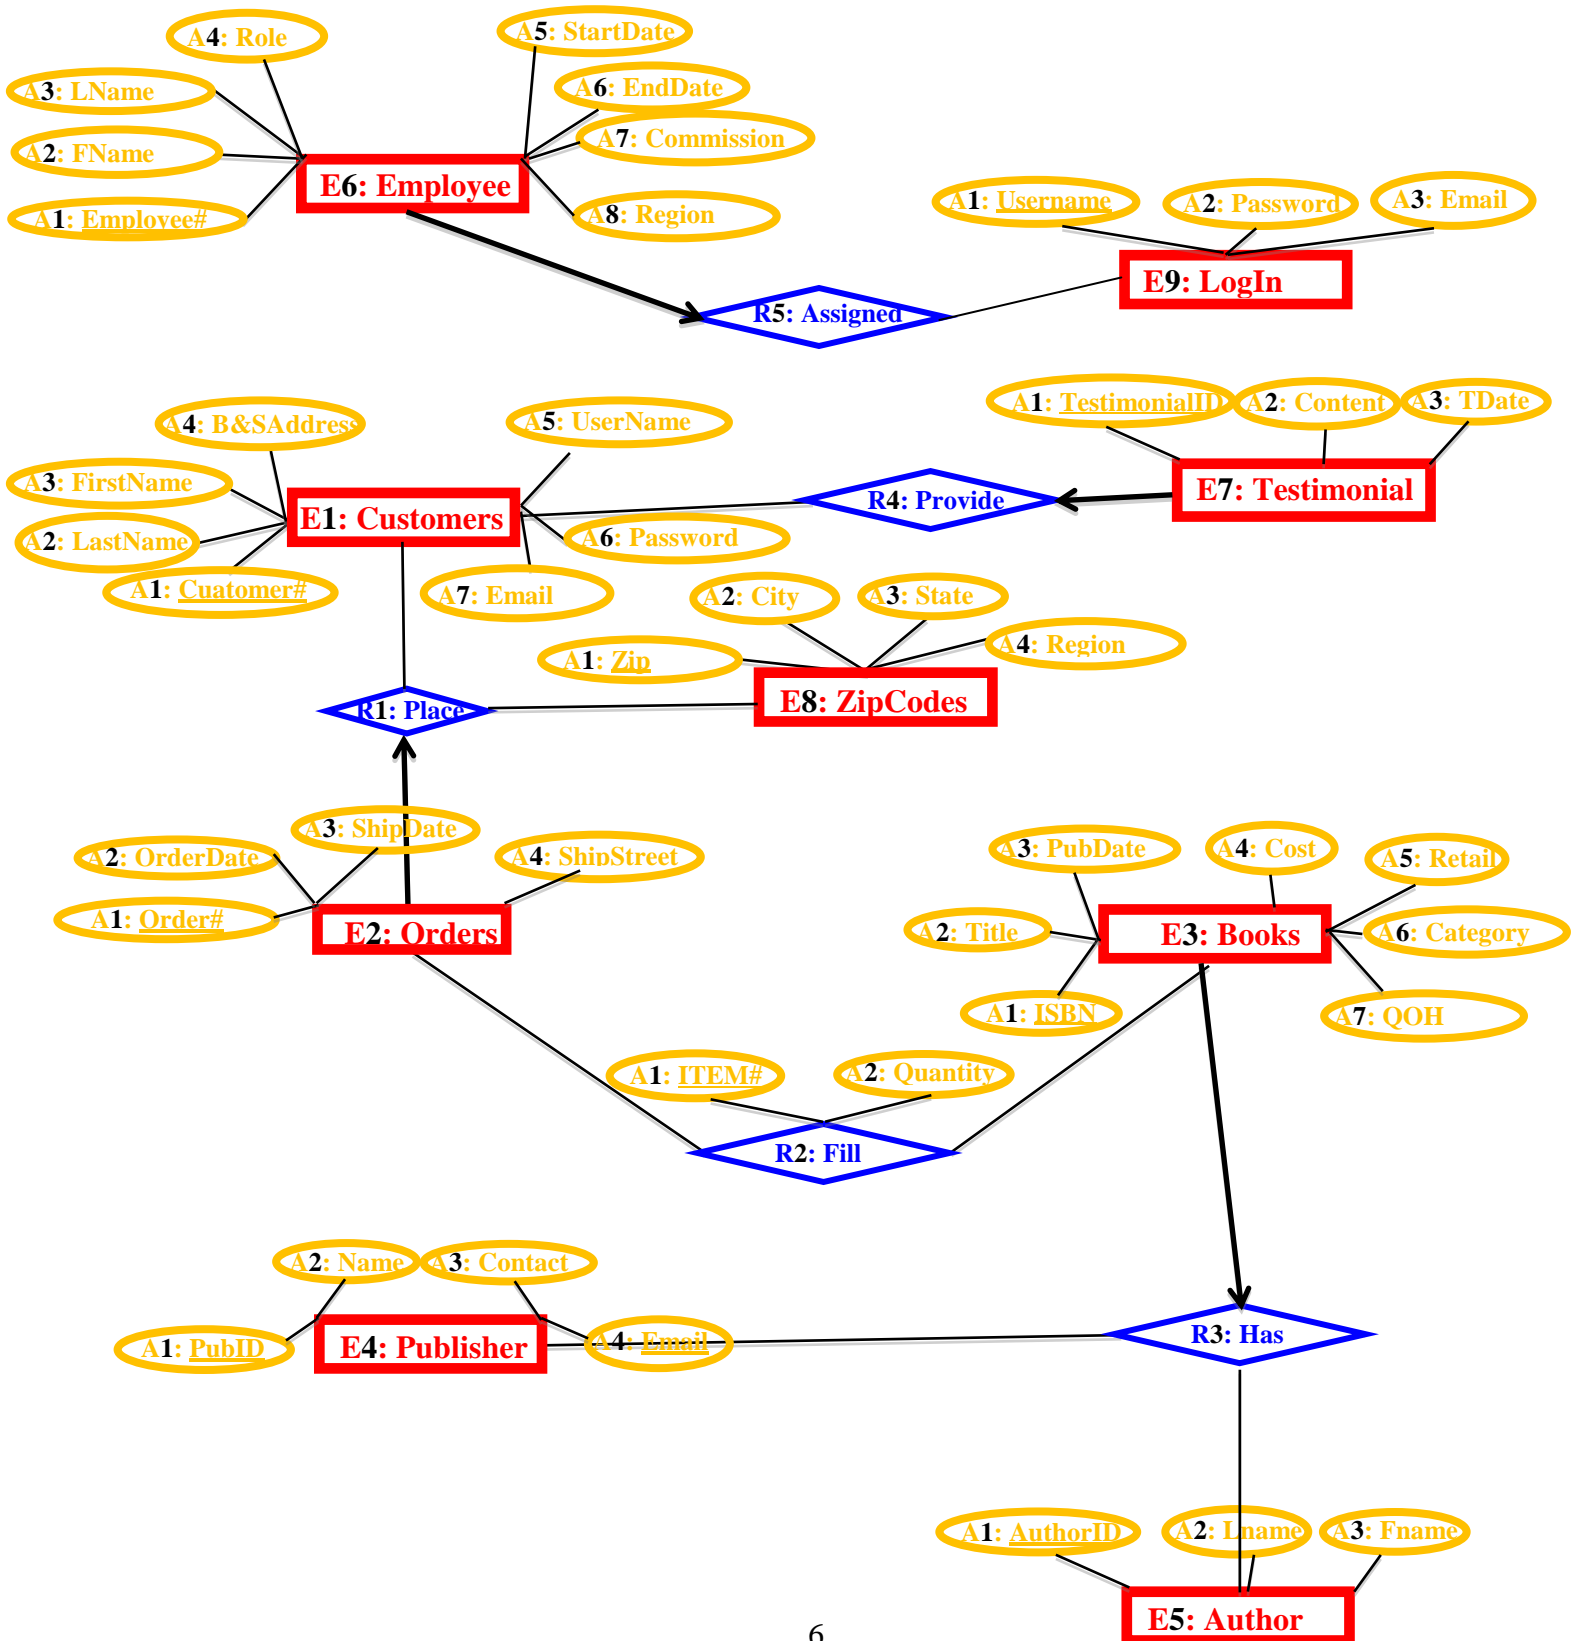 A4: Role
A5: StartDate
A3: LName
A6: EndDate
A2: FName
A7: Commission
E6: Employee
A1: Employee#
A8: Region
A1: Username
A2: Password
A3: Email
E9: LogIn
R5: Assigned
A4: B&SAddress
A5: UserName
A1: TestimonialID
A2: Content
A3: TDate
A3: FirstName
E1: Customers
R4: Provide
E7: Testimonial
A2: LastName
A6: Password
A1: Cuatomer#
A7: Email
A2: City
A3: State
A1: Zip
A4: Region
R1: Place
E8: ZipCodes
A3: ShipDate
A2: OrderDate
A4: ShipStreet
A3: PubDate
A4: Cost
A5: Retail
A1: Order#
E2: Orders
A2: Title
E3: Books
A6: Category
A1: ISBN
A7: QOH
A1: ITEM#
A2: Quantity
R2: Fill
A2: Name
A3: Contact
A1: PubID
E4: Publisher
A4: Email
R3: Has
A1: AuthorID
A2: Lname
A3: Fname
E5: Author
6